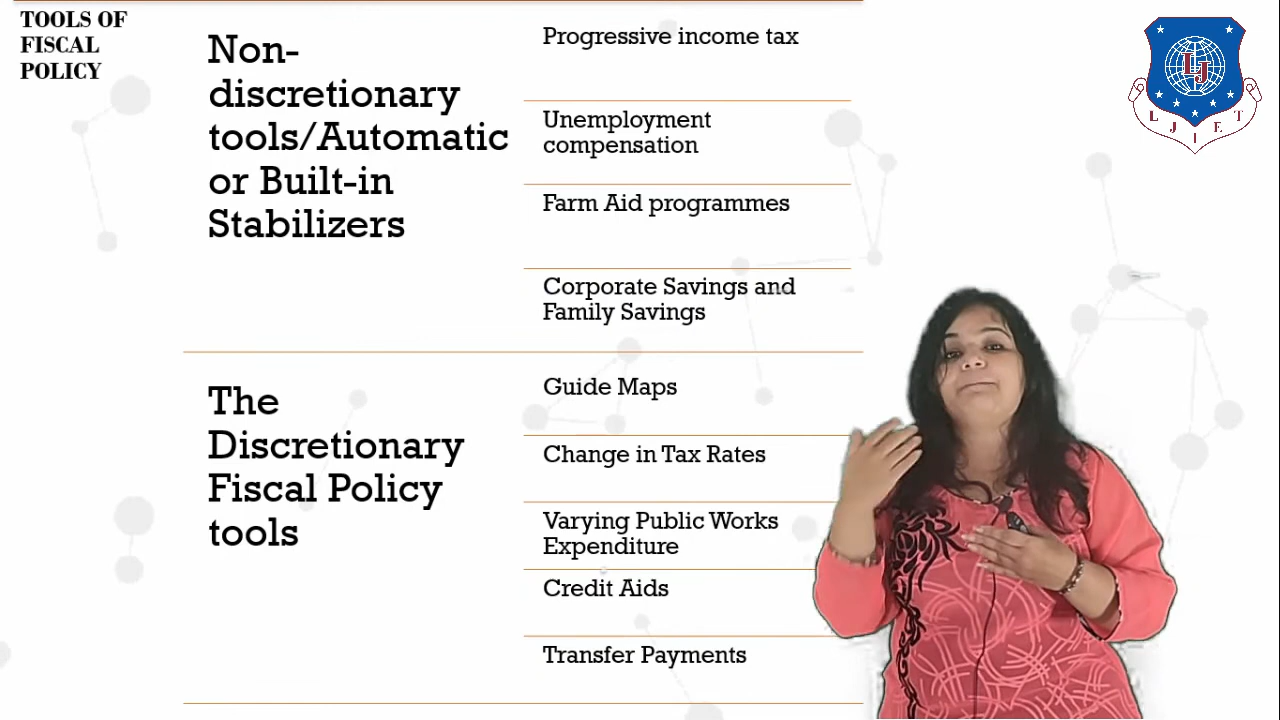 TOOLS OF
FISCAL
POLICY
Non-
discretionary
tools/Automatic
or Built-in
Stabilizers
Progressive income tax
Unemployment
compensation
Farm Aid programmes
Corporate Savings and
Family Savings
The
Discretionary
Fiscal Policy
tools
Guide Maps
Change in Tax Rates
Varying Public Works
Expenditure
Credit Aids
Transfer Payments
LJ
LJIET